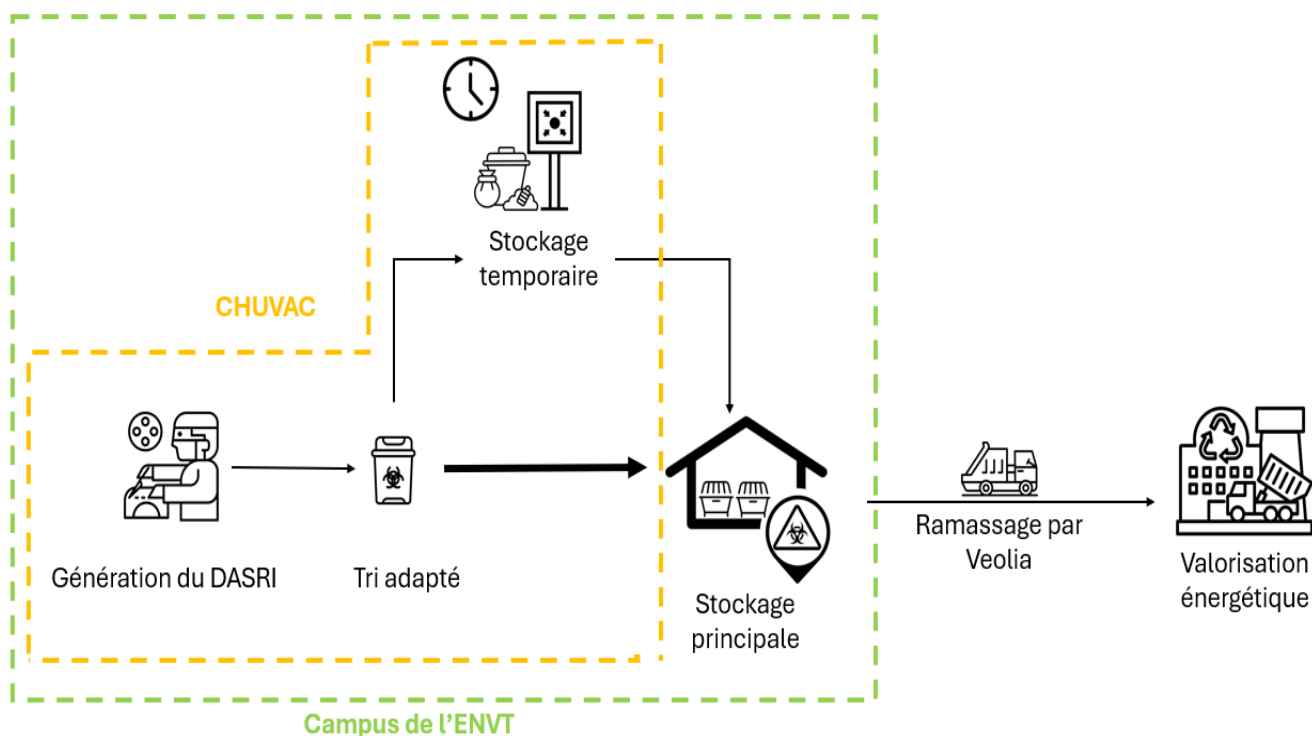 Stockage
temporaire
CHUVAC
Génération du DASRI
Tri adapté
Stockage
principale
Ramassage par
Veolia
Valorisation
énergétique
Campus de l'ENVT